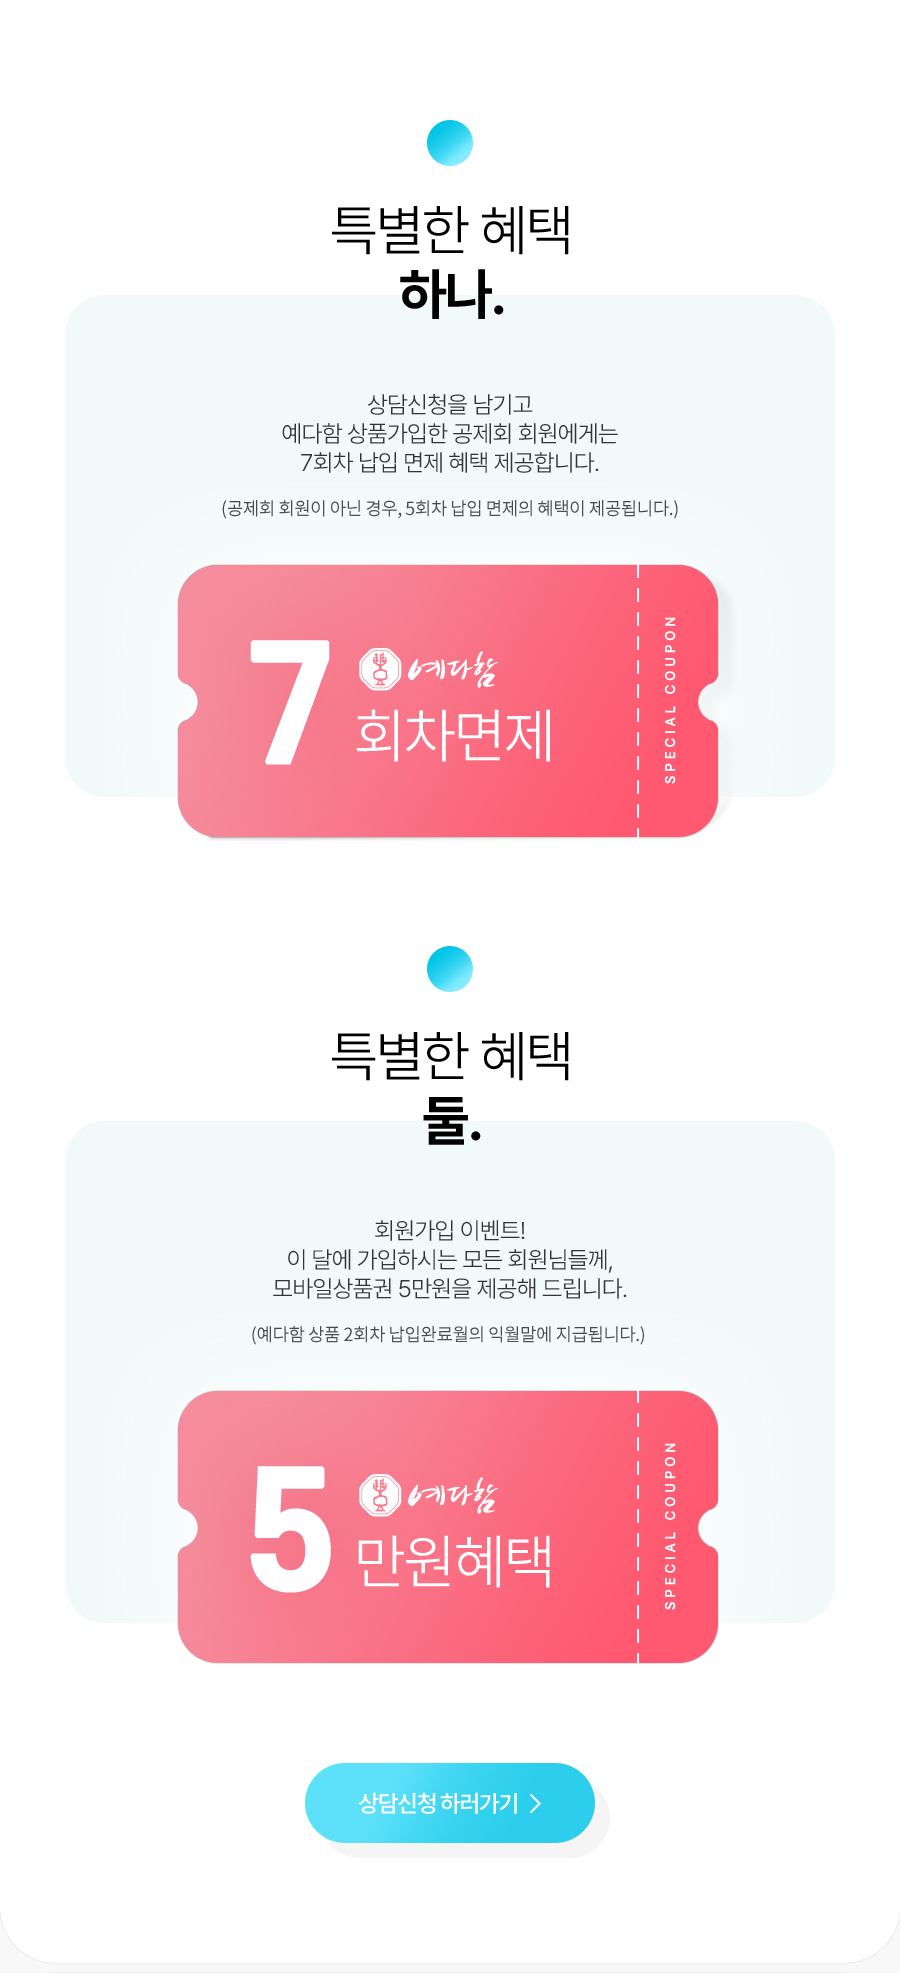 특별한 혜택
하나.
상담신청을 남기고
예다함 상품가입한 공제회 회원에게는
7회차 납입 면제 혜택 제공합니다.
(공제회 회원이 아닌 경우, 5회차 납입 면제의 혜택이 제공됩니다.)
7
예다함
회차면제
SPECIAL COUPON
특별한 혜택
둘.
회원가입 이벤트!
이 달에 가입하시는 모든 회원님들께,
모바일상품권 5만원을 제공해 드립니다.
(예다함 상품 2회차 납입완료월의 익월말에 지급됩니다.)
5
예다함
만원혜택
SPECIAL COUPON
상담신청 하러가기